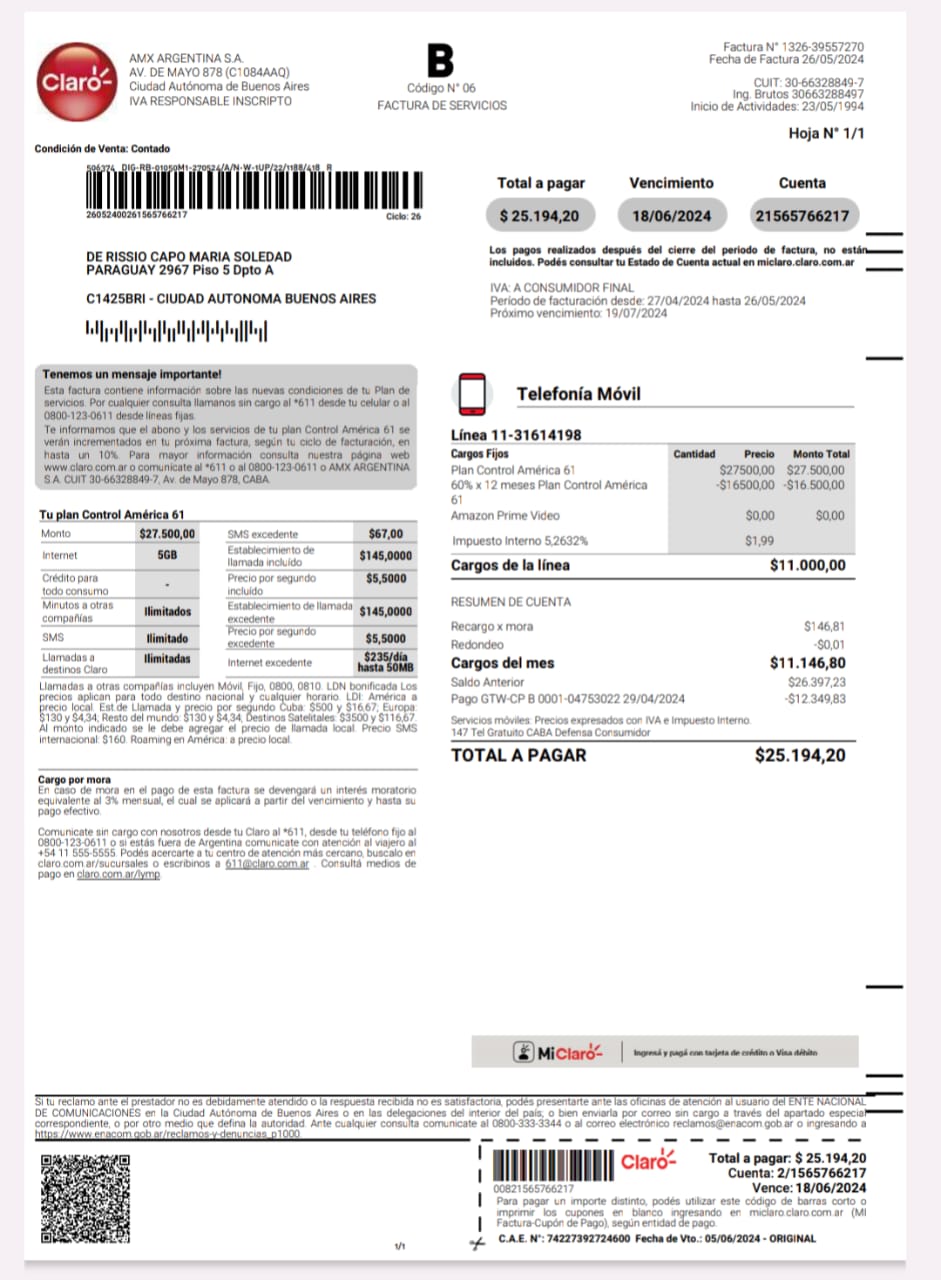 Claro
AMX ARGENTINA S.A.
AV. DE MAYO 878 (C1084AAQ)
Ciudad Autónoma de Buenos Aires
IVA RESPONSABLE INSCRIPTO
B
Código N° 06
FACTURA DE SERVICIOS
Factura N° 1326-39557270
Fecha de Factura 26/05/2024
CUIT: 30-66328849-7
Ing. Brutos 30663288497
Inicio de Actividades: 23/05/1994
Hoja N° 1/1
Condición de Venta: Contado
506374 DIG-RB-01050M1-270524/A/N-W-1UP/22/1188/418 R
26052400261565766217
Ciclo: 26
Total a pagar Vencimiento Cuenta
$ 25.194,20 18/06/2024 21565766217
Los pagos realizados después del cierre del periodo de factura, no están
incluidos. Podés consultar tu Estado de Cuenta actual en miclaro.claro.com.ar
DE RISSIO CAPO MARIA SOLEDAD
PARAGUAY 2967 Piso 5 Dpto A
C1425BRI - CIUDAD AUTONOMA BUENOS AIRES
IVA: A CONSUMIDOR FINAL
Período de facturación desde: 27/04/2024 hasta 26/05/2024
Próximo vencimiento: 19/07/2024
Tenemos un mensaje importante!
Esta factura contiene información sobre las nuevas condiciones de tu Plan de
servicios. Por cualquier consulta llamanos sin cargo al *611 desde tu celular o al
0800-123-0611 desde líneas fijas.
Te informamos que el abono y los servicios de tu plan Control América 61 se
verán incrementados en tu próxima factura, según tu ciclo de facturación, en
hasta un 10%. Para mayor información consulta nuestra página web
www.claro.com.ar o comunicate al *611 o al 0800-123-0611 o AMX ARGENTINA
S.A. CUIT 30-66328849-7, Av. de Mayo 878, CABA.
Tu plan Control América 61
Monto $27.500,00 SMS excedente $67,00
Internet 5GB Establecimiento de llamada incluído $145,0000
Crédito para todo consumo - Precio por segundo incluído $5,5000
Minutos a otras compañías Ilimitados Establecimiento de llamada excedente $145,0000
SMS Ilimitado Precio por segundo excedente $5,5000
Llamadas a destinos Claro Ilimitadas Internet excedente $235/día hasta 50MB
Llamadas a otras compañías incluyen Móvil, Fijo, 0800, 0810. LDN bonificada Los
precios aplican para todo destino nacional y cualquier horario. LDI: América a
precio local. Est.de Llamada y precio por segundo Cuba: $500 y $16,67; Europa:
$130 y $4,34; Resto del mundo: $130 y $4,34, Destinos Satelitales: $3500 y $116,67.
Al monto indicado se le debe agregar el precio de llamada local. Precio SMS
internacional: $160. Roaming en América: a precio local.
Cargo por mora
En caso de mora en el pago de esta factura se devengará un interés moratorio
equivalente al 3% mensual, el cual se aplicará a partir del vencimiento y hasta su
pago efectivo.
Comunicate sin cargo con nosotros desde tu Claro al *611, desde tu teléfono fijo al
0800-123-0611 o si estás fuera de Argentina comunicate con atención al viajero al
+54 11 555-5555. Podés acercarte a tu centro de atención más cercano, buscalo en
claro.com.ar/sucursales o escribinos a 611@claro.com.ar . Consultá medios de
pago en claro.com.ar/lymp.
Telefonía Móvil
Línea 11-31614198
Cargos Fijos Cantidad Precio Monto Total
Plan Control América 61 $27500,00 $27.500,00
60% x 12 meses Plan Control América -$16500,00 -$16.500,00
61
Amazon Prime Video $0,00 $0,00
Impuesto Interno 5,2632% $1,99
Cargos de la línea $11.000,00
RESUMEN DE CUENTA
Recargo x mora $146,81
Redondeo -$0,01
Cargos del mes $11.146,80
Saldo Anterior $26.397,23
Pago GTW-CP B 0001-04753022 29/04/2024 -$12.349,83
Servicios móviles: Precios expresados con IVA e Impuesto Interno.
147 Tel Gratuito CABA Defensa Consumidor
TOTAL A PAGAR $25.194,20
MiClaro
Ingresá y pagá con tarjeta de crédito o Visa débito
Si tu reclamo ante el prestador no es debidamente atendido o la respuesta recibida no es satisfactoria, podés presentarte ante las oficinas de atención al usuario del ENTE NACIONAL
DE COMUNICACIONES en la Ciudad Autónoma de Buenos Aires o en las delegaciones del interior del país; o bien enviarla por correo sin cargo a través del apartado especial
correspondiente, o por otro medio que defina la autoridad. Ante cualquier consulta comunicate al 0800-333-3344 o al correo electrónico reclamos@enacom.gob.ar o ingresando a
https://www.enacom.gob.ar/reclamos-y-denuncias_p1000.
1/1
00821565766217
Claro
Total a pagar: $ 25.194,20
Cuenta: 2/1565766217
Vence: 18/06/2024
Para pagar un importe distinto, podés utilizar este código de barras corto o
imprimir los cupones en blanco ingresando en miclaro.claro.com.ar (MI
Factura-Cupón de Pago), según entidad de pago.
C.A.E. N°: 74227392724600 Fecha de Vto.: 05/06/2024 - ORIGINAL